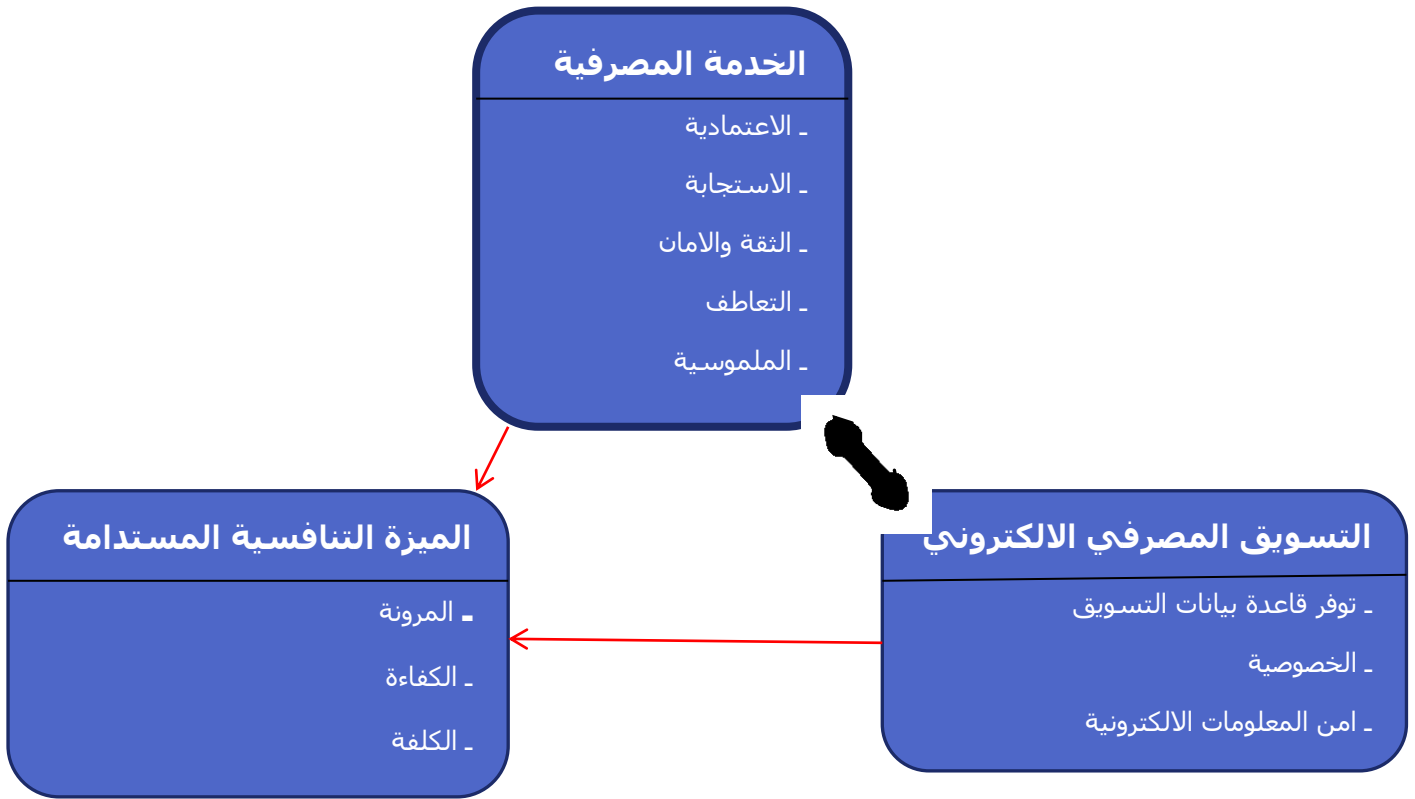 الخدمة المصرفية
ـ الاعتمادية
ـ الاستجابة
ـ الثقة والامان
ـ التعاطف
ـ الملموسية
التسويق المصرفي الالكتروني
ـ توفر قاعدة بيانات التسويق
ـ الخصوصية
ـ امن المعلومات الالكترونية
الميزة التنافسية المستدامة
ـ المرونة
ـ الكفاءة
ـ الكلفة